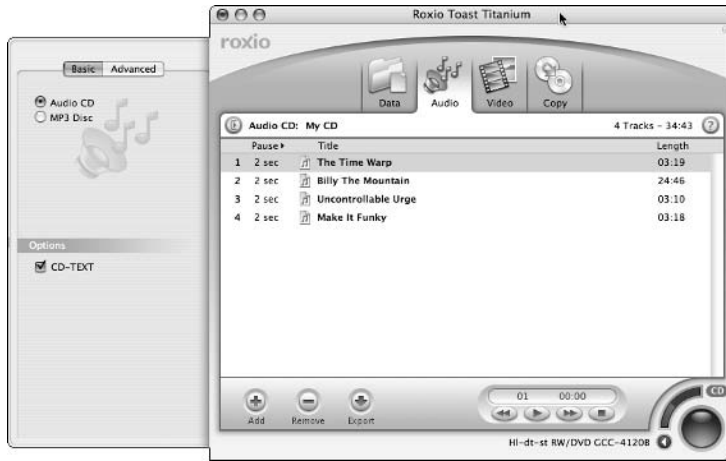 Roxio Toast Titanium
roxio
Basic Advanced
Audio CD
MP3 Disc
Options
CD-TEXT
Data Audio Video Copy
Audio CD: My CD 4 Tracks - 34:43 ?
Pause Title Length
1 2 sec The Time Warp 03:19
2 2 sec Billy The Mountain 24:46
3 2 sec Uncontrollable Urge 03:10
4 2 sec Make It Funky 03:18
Add Remove Export
01 00:00
CD
Hl-dt-st RW/DVD GCC-4120B